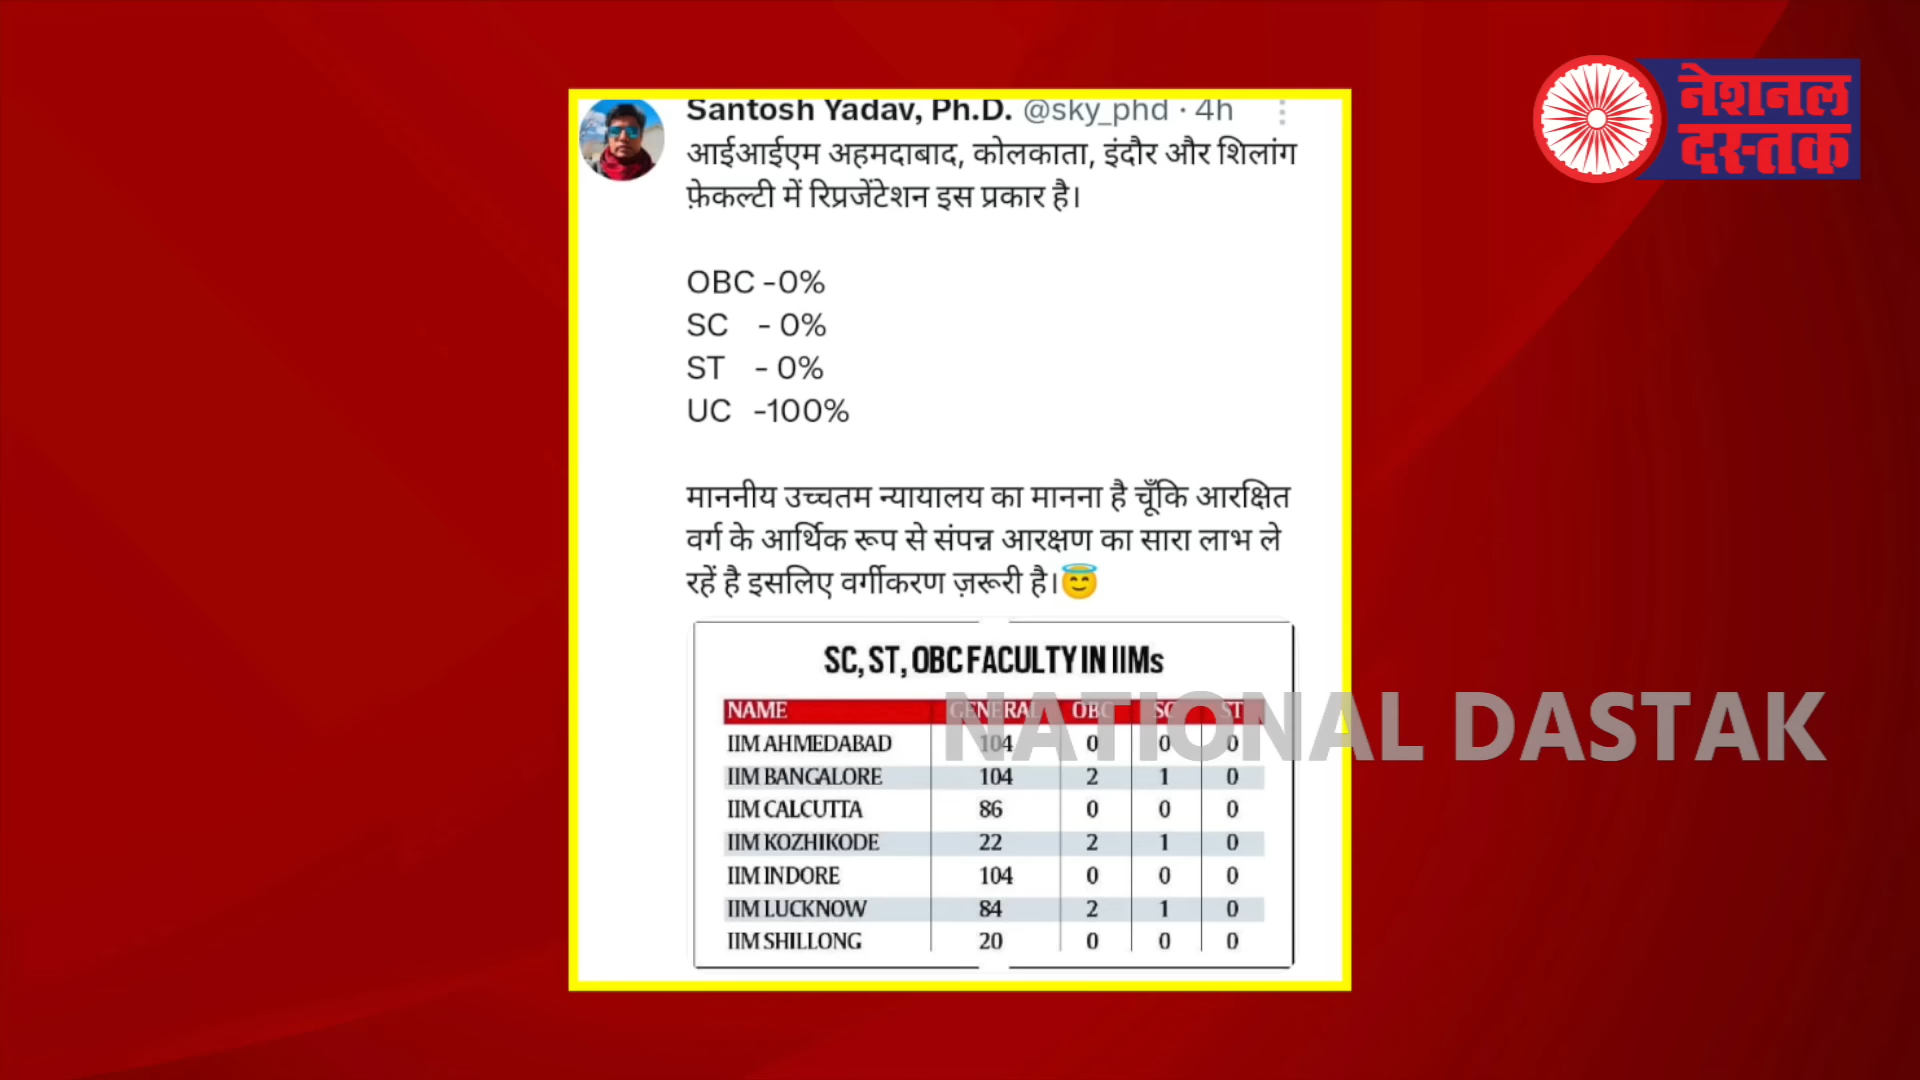 Santosh Yadav, Ph.D. @sky_phd · 4h
आईआईएम अहमदाबाद, कोलकाता, इंदौर और शिलांग
फ़ेकल्टी में रिप्रजेंटेशन इस प्रकार है।
OBC -0%
SC - 0%
ST - 0%
UC -100%
माननीय उच्चतम न्यायालय का मानना है चूँकि आरक्षित
वर्ग के आर्थिक रूप से संपन्न आरक्षण का सारा लाभ ले
रहें है इसलिए वर्गीकरण ज़रूरी है।😇
SC, ST, OBC FACULTY IN IIMs
NAME GENERAL OBC SC ST
IIM AHMEDABAD 104 0 0 0
IIM BANGALORE 104 2 1 0
IIM CALCUTTA 86 0 0 0
IIM KOZHIKODE 22 2 1 0
IIM INDORE 104 0 0 0
IIM LUCKNOW 84 2 1 0
IIM SHILLONG 20 0 0 0
NATIONAL DASTAK
नेशनल
दस्तक